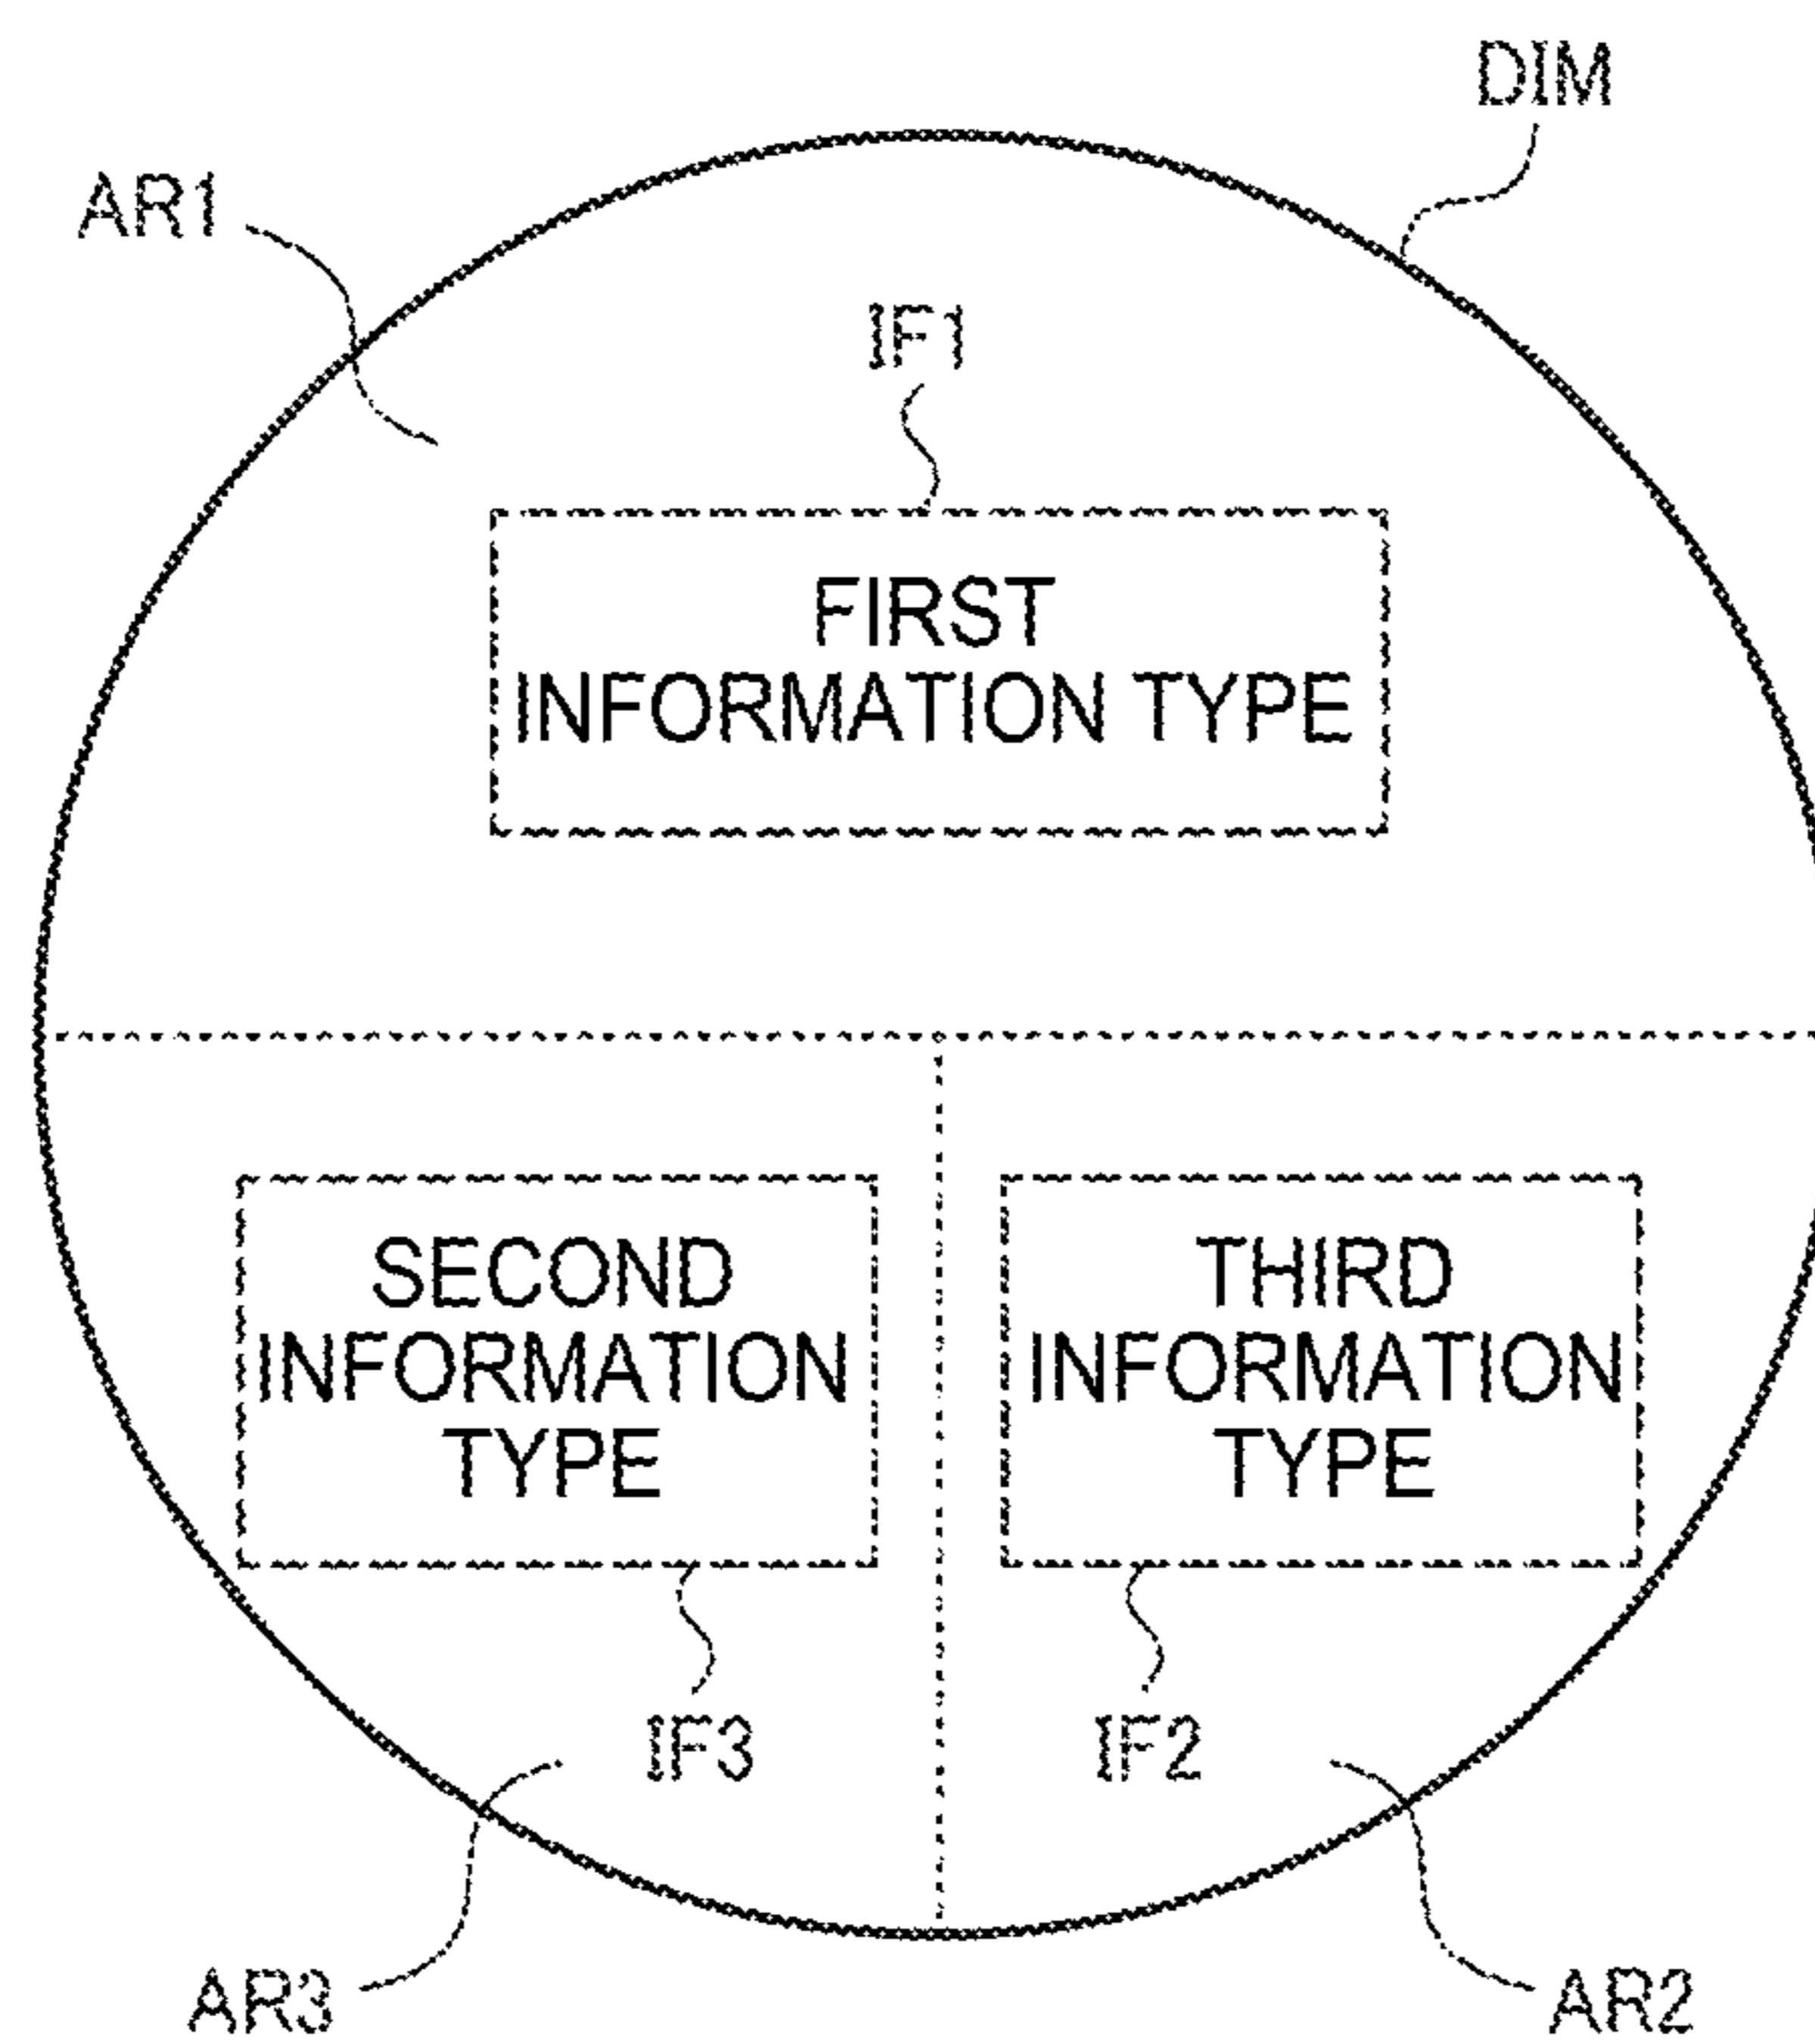 DIM
AR1
IF1
FIRST
INFORMATION TYPE
SECOND
INFORMATION
TYPE
THIRD
INFORMATION
TYPE
IF3
IF2
AR3
AR2